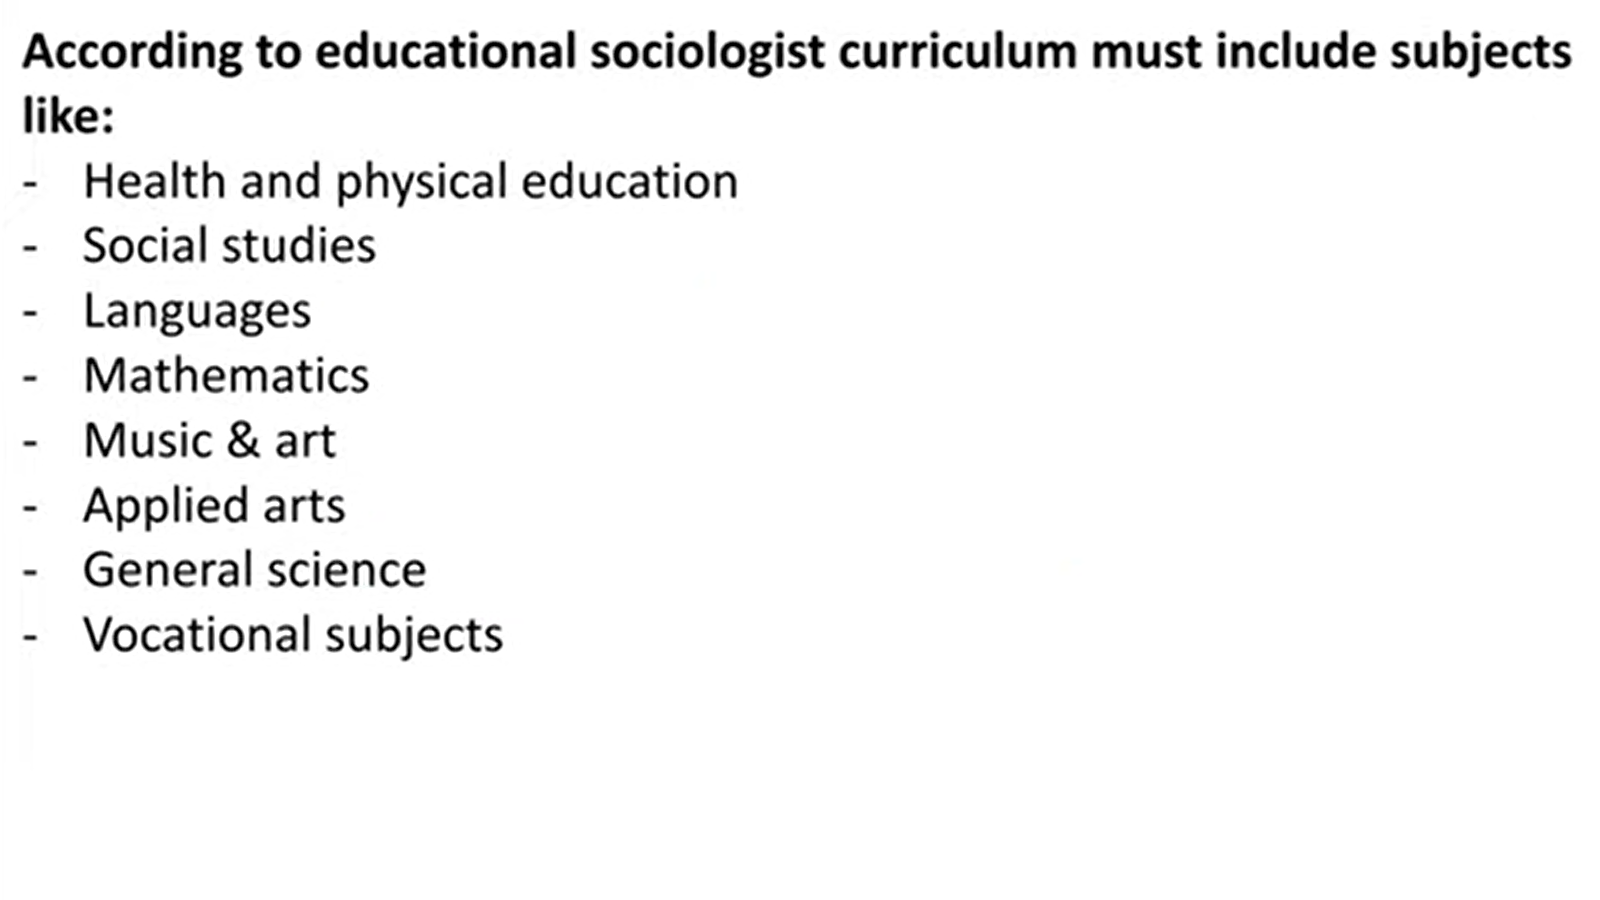 According to educational sociologist curriculum must include subjects
like:
- Health and physical education
- Social studies
- Languages
- Mathematics
- Music & art
- Applied arts
- General science
- Vocational subjects